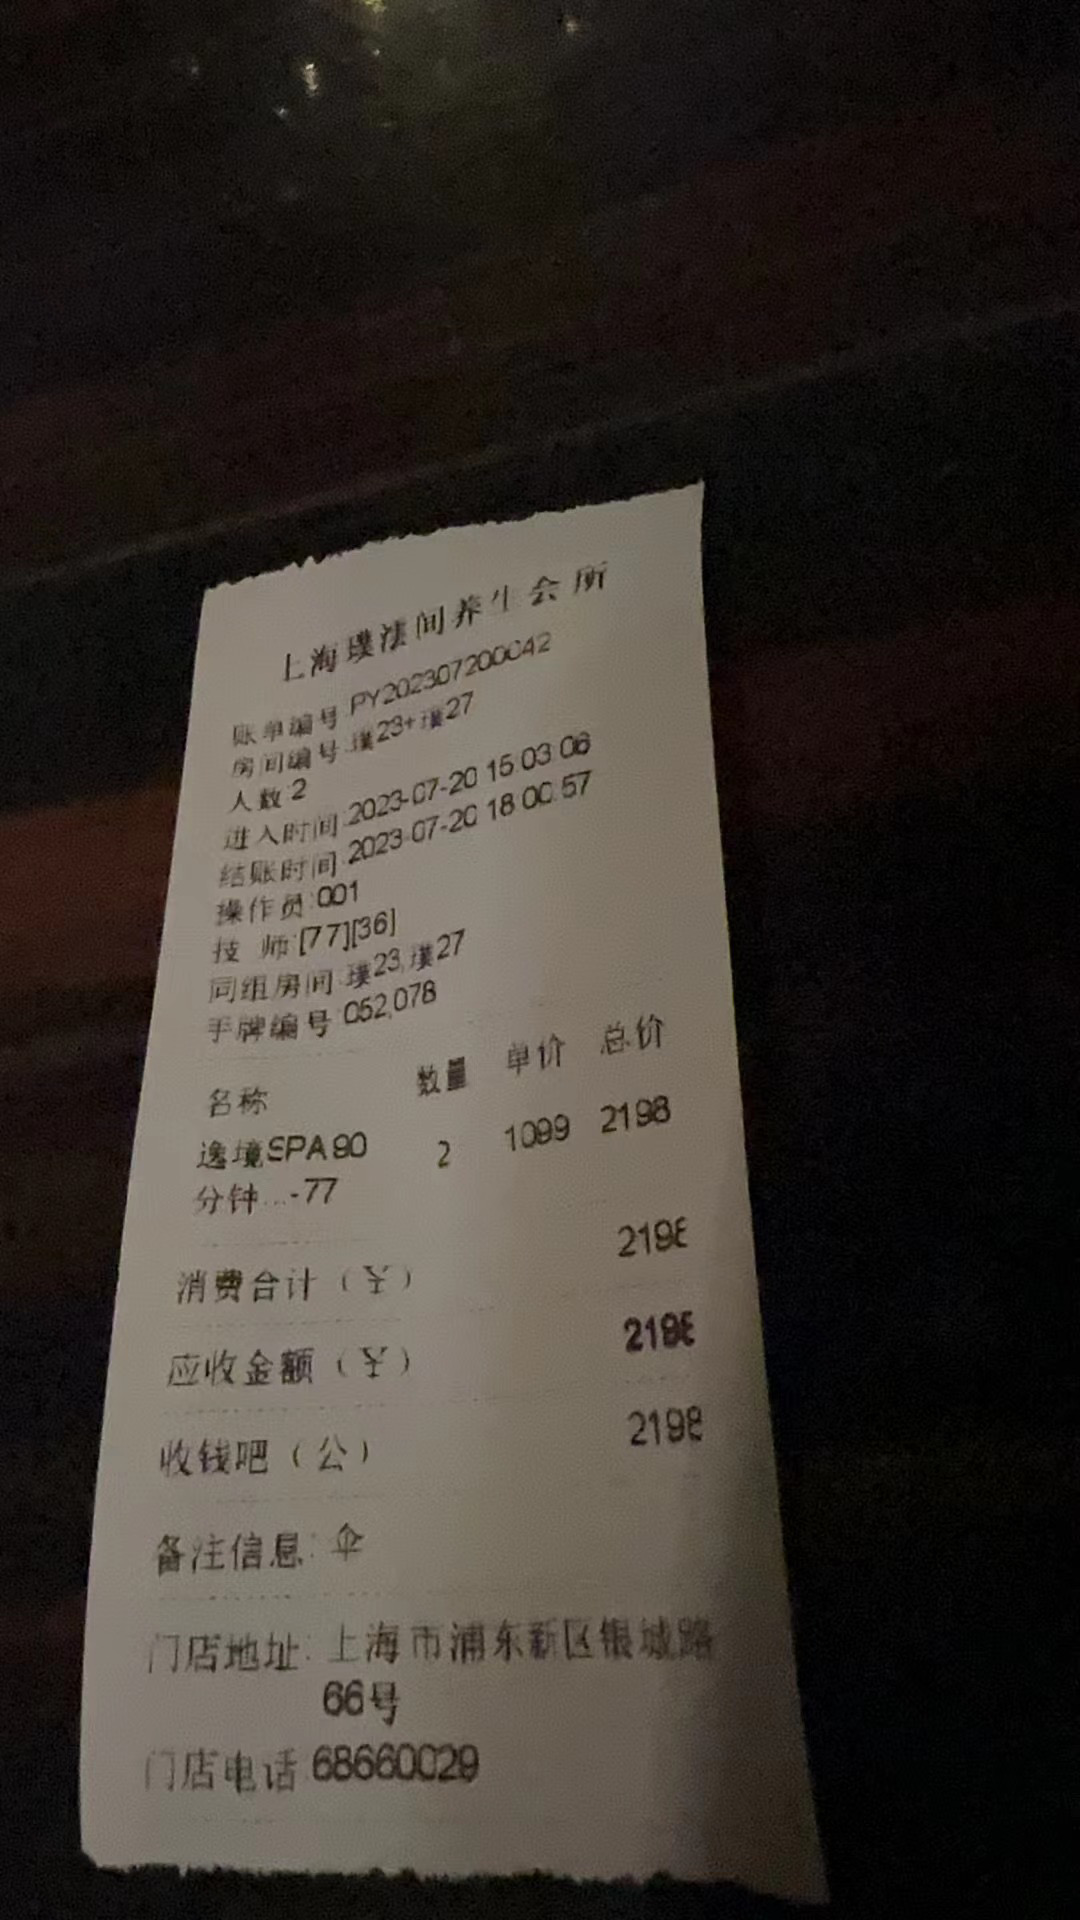 上海璞法间养生会所
账单编号:PY202307200042
房间编号:璞23+璞27
人数:2
进入时间:2023-07-20 15:03:06
结账时间:2023-07-20 18:00:57
操作员:001
技 师:[77][36]
同组房间:璞23,璞27
手牌编号:052,078
名称 数量 单价 总价
逸境SPA90 2 1099 2198
分钟...-77
消费合计（￥） 2198
应收金额（￥） 2198
收钱吧（公） 2198
备注信息:
门店地址: 上海市浦东新区银城路
66号
门店电话:68660029